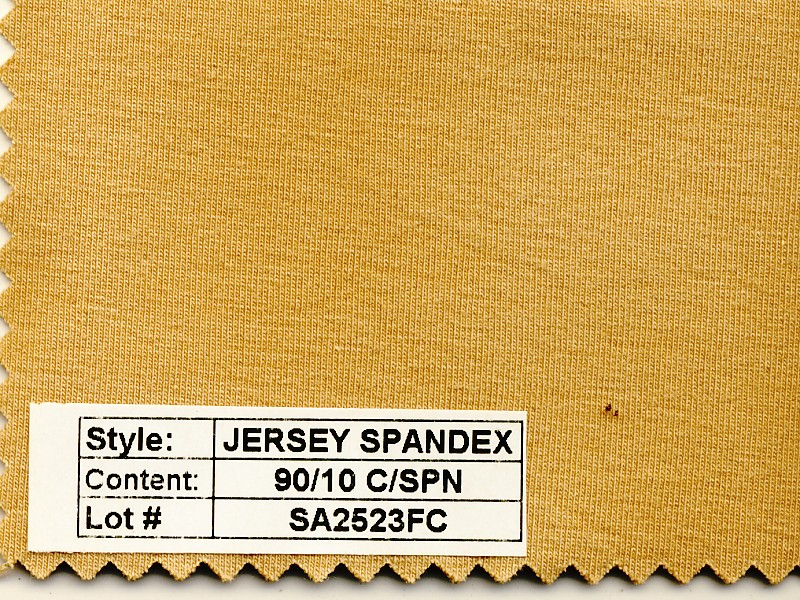 Style: JERSEY SPANDEX
Content: 90/10 C/SPN
Lot # SA2523FC